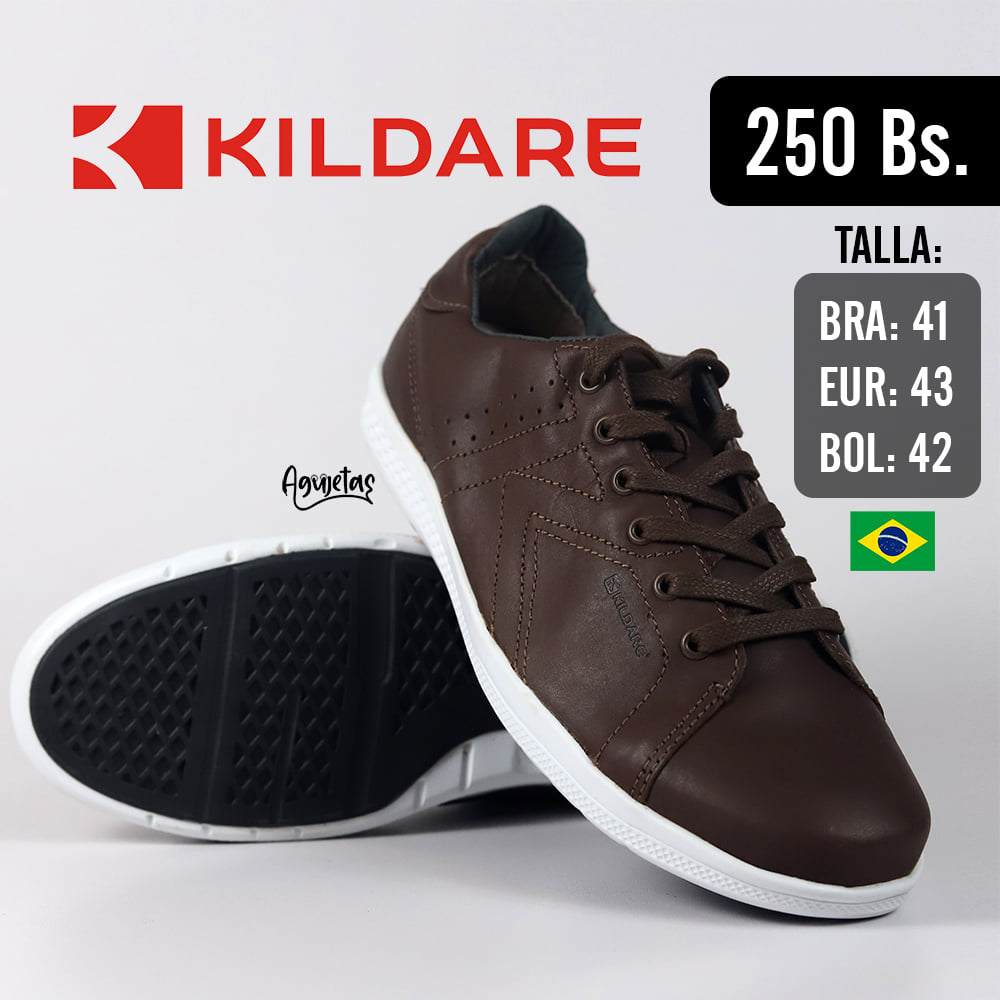 KILDARE
250 Bs.
TALLA:
BRA: 41
EUR: 43
BOL: 42
Agujetas
KILDARE